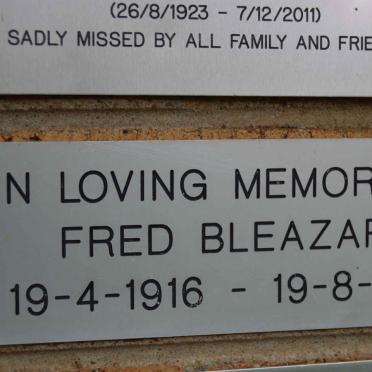 (26/8/1923 - 7/12/2011)
SADLY MISSED BY ALL FAMILY AND FRIE
N LOVING MEMOR
FRED BLEAZAR
19-4-1916 - 19-8-